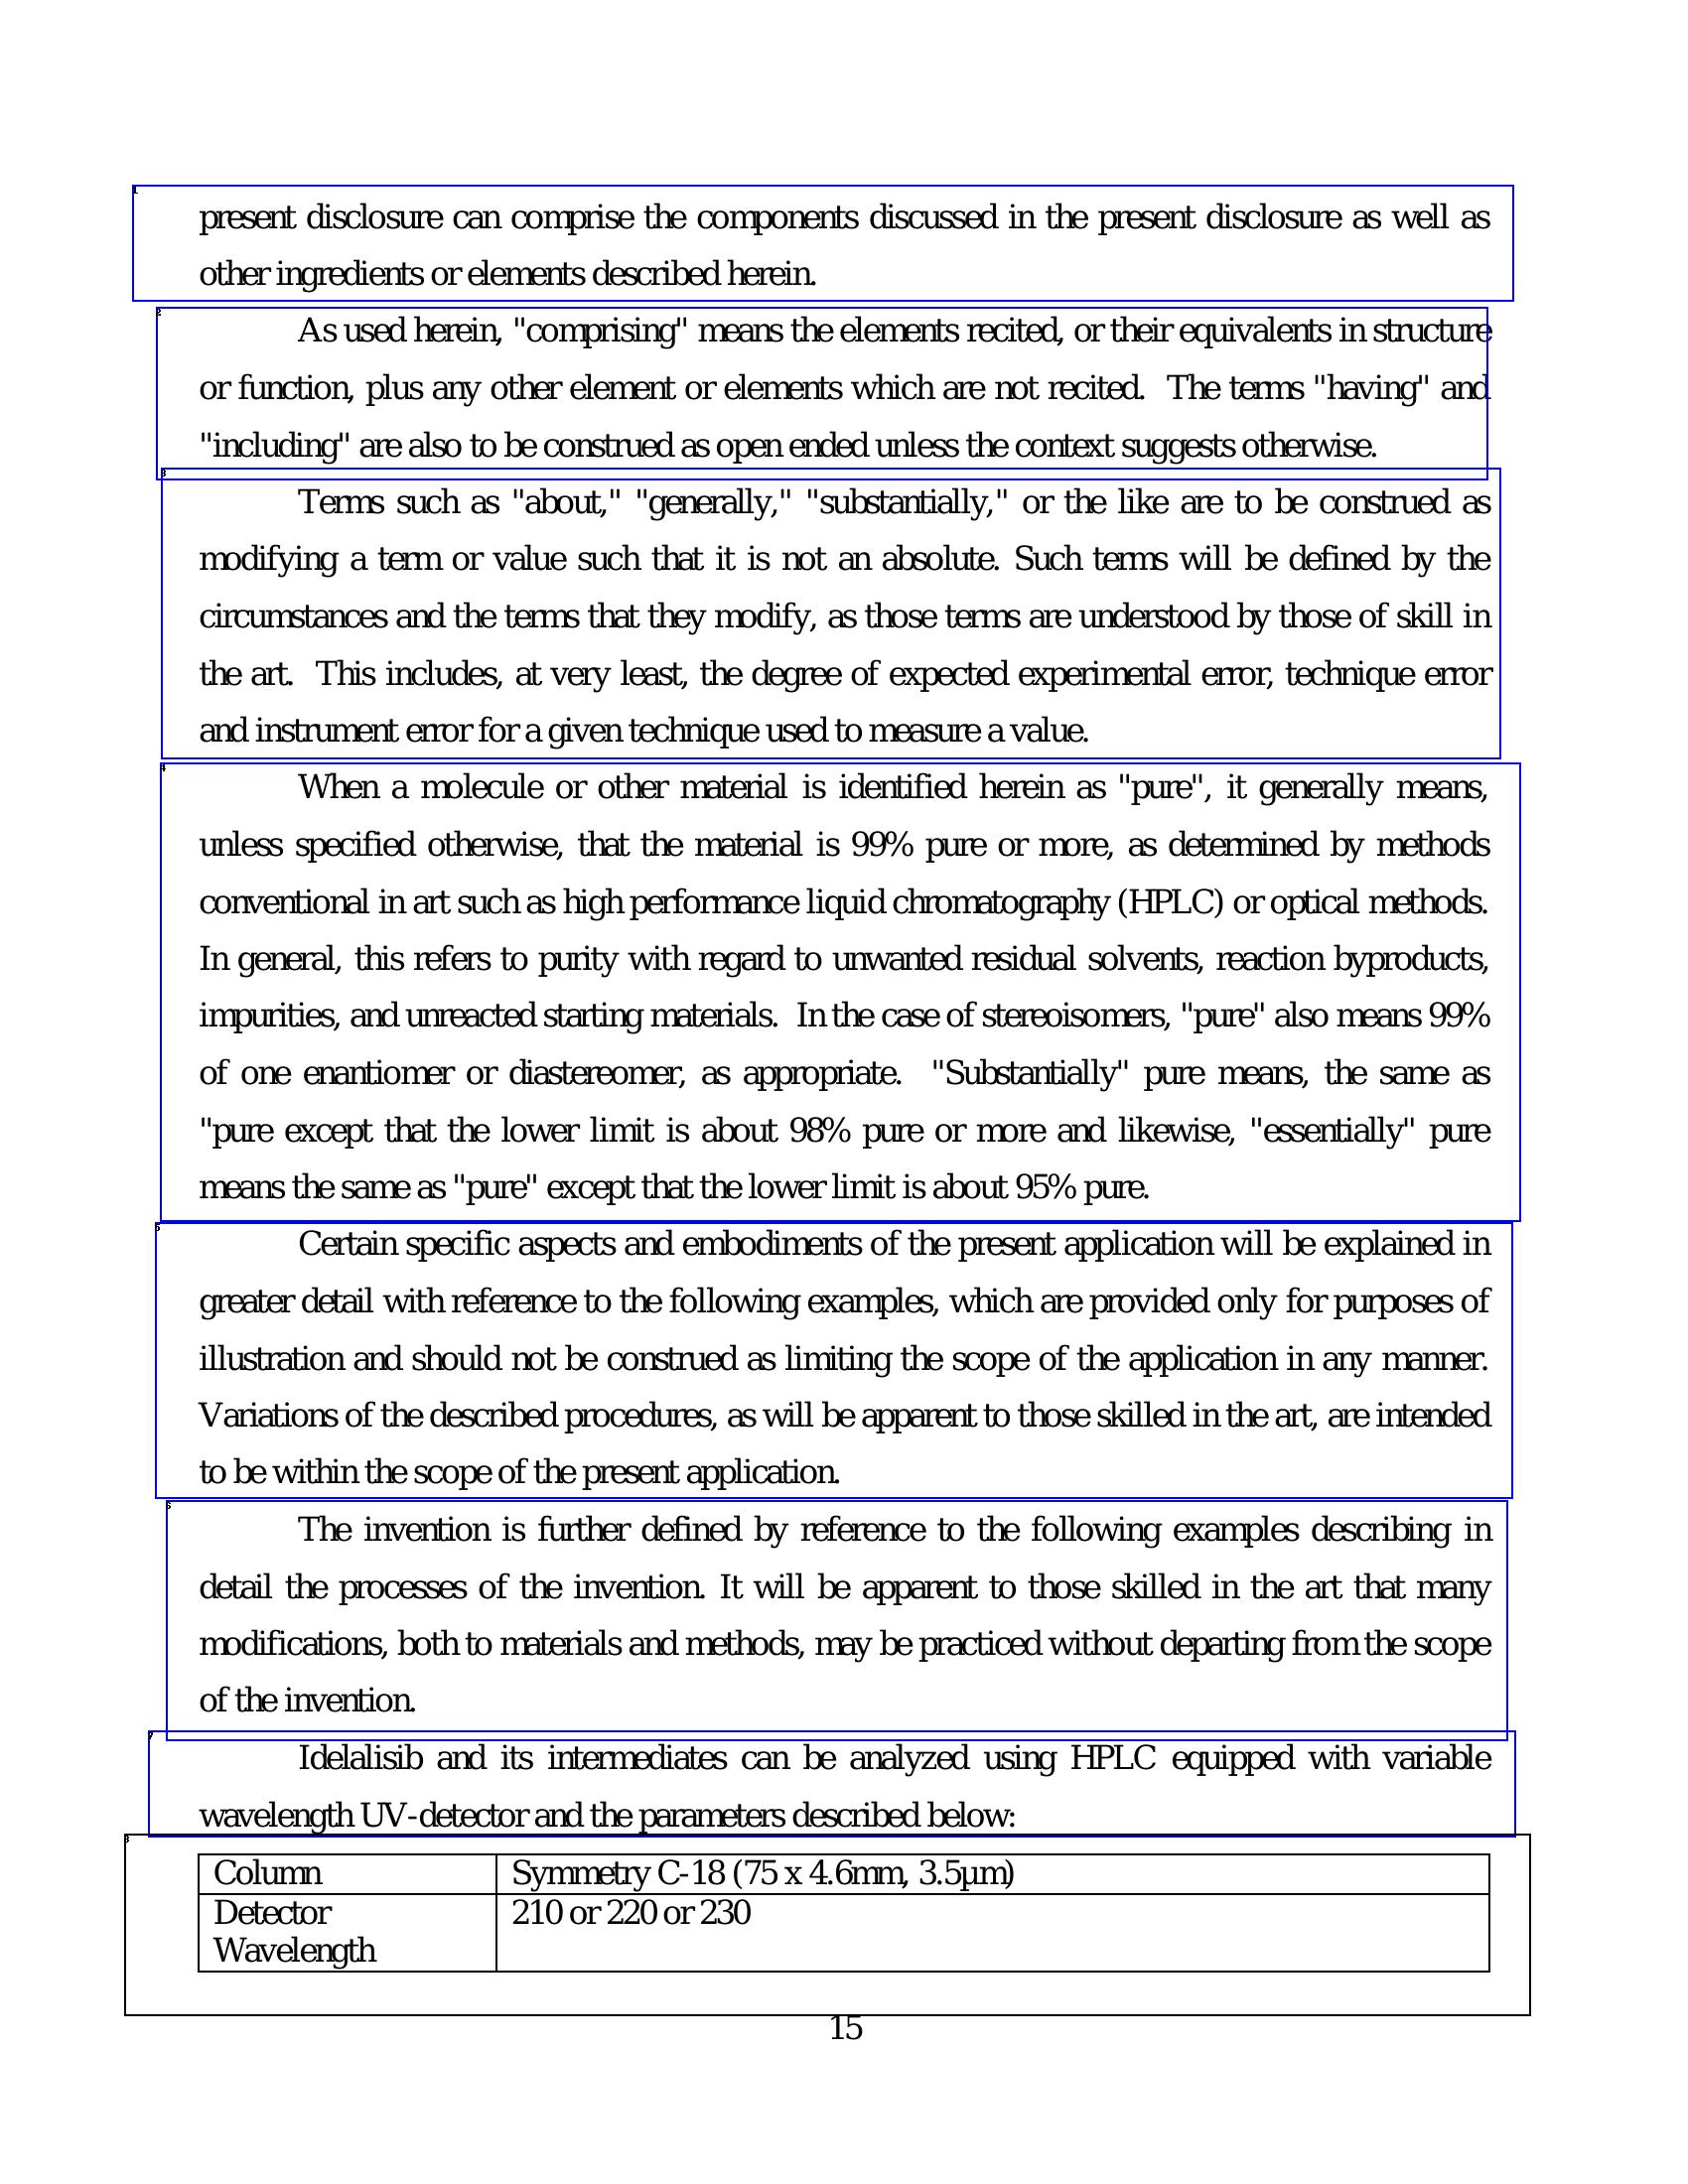 present disclosure can comprise the components discussed in the present disclosure as well as
other ingredients or elements described herein.
As used herein, "comprising" means the elements recited, or their equivalents in structure
or function, plus any other element or elements which are not recited. The terms "having" and
"including" are also to be construed as open ended unless the context suggests otherwise.
Terms such as "about," "generally," "substantially," or the like are to be construed as
modifying a term or value such that it is not an absolute. Such terms will be defined by the
circumstances and the terms that they modify, as those terms are understood by those of skill in
the art. This includes, at very least, the degree of expected experimental error, technique error
and instrument error for a given technique used to measure a value.
When a molecule or other material is identified herein as "pure", it generally means,
unless specified otherwise, that the material is 99% pure or more, as determined by methods
conventional in art such as high performance liquid chromatography (HPLC) or optical methods.
In general, this refers to purity with regard to unwanted residual solvents, reaction byproducts,
impurities, and unreacted starting materials. In the case of stereoisomers, "pure" also means 99%
of one enantiomer or diastereomer, as appropriate. "Substantially" pure means, the same as
"pure except that the lower limit is about 98% pure or more and likewise, "essentially" pure
means the same as "pure" except that the lower limit is about 95% pure.
Certain specific aspects and embodiments of the present application will be explained in
greater detail with reference to the following examples, which are provided only for purposes of
illustration and should not be construed as limiting the scope of the application in any manner.
Variations of the described procedures, as will be apparent to those skilled in the art, are intended
to be within the scope of the present application.
The invention is further defined by reference to the following examples describing in
detail the processes of the invention. It will be apparent to those skilled in the art that many
modifications, both to materials and methods, may be practiced without departing from the scope
of the invention.
Idelalisib and its intermediates can be analyzed using HPLC equipped with variable
wavelength UV-detector and the parameters described below:
Column Symmetry C-18 (75 x 4.6mm, 3.5µm)
Detector 210 or 220 or 230
Wavelength
15